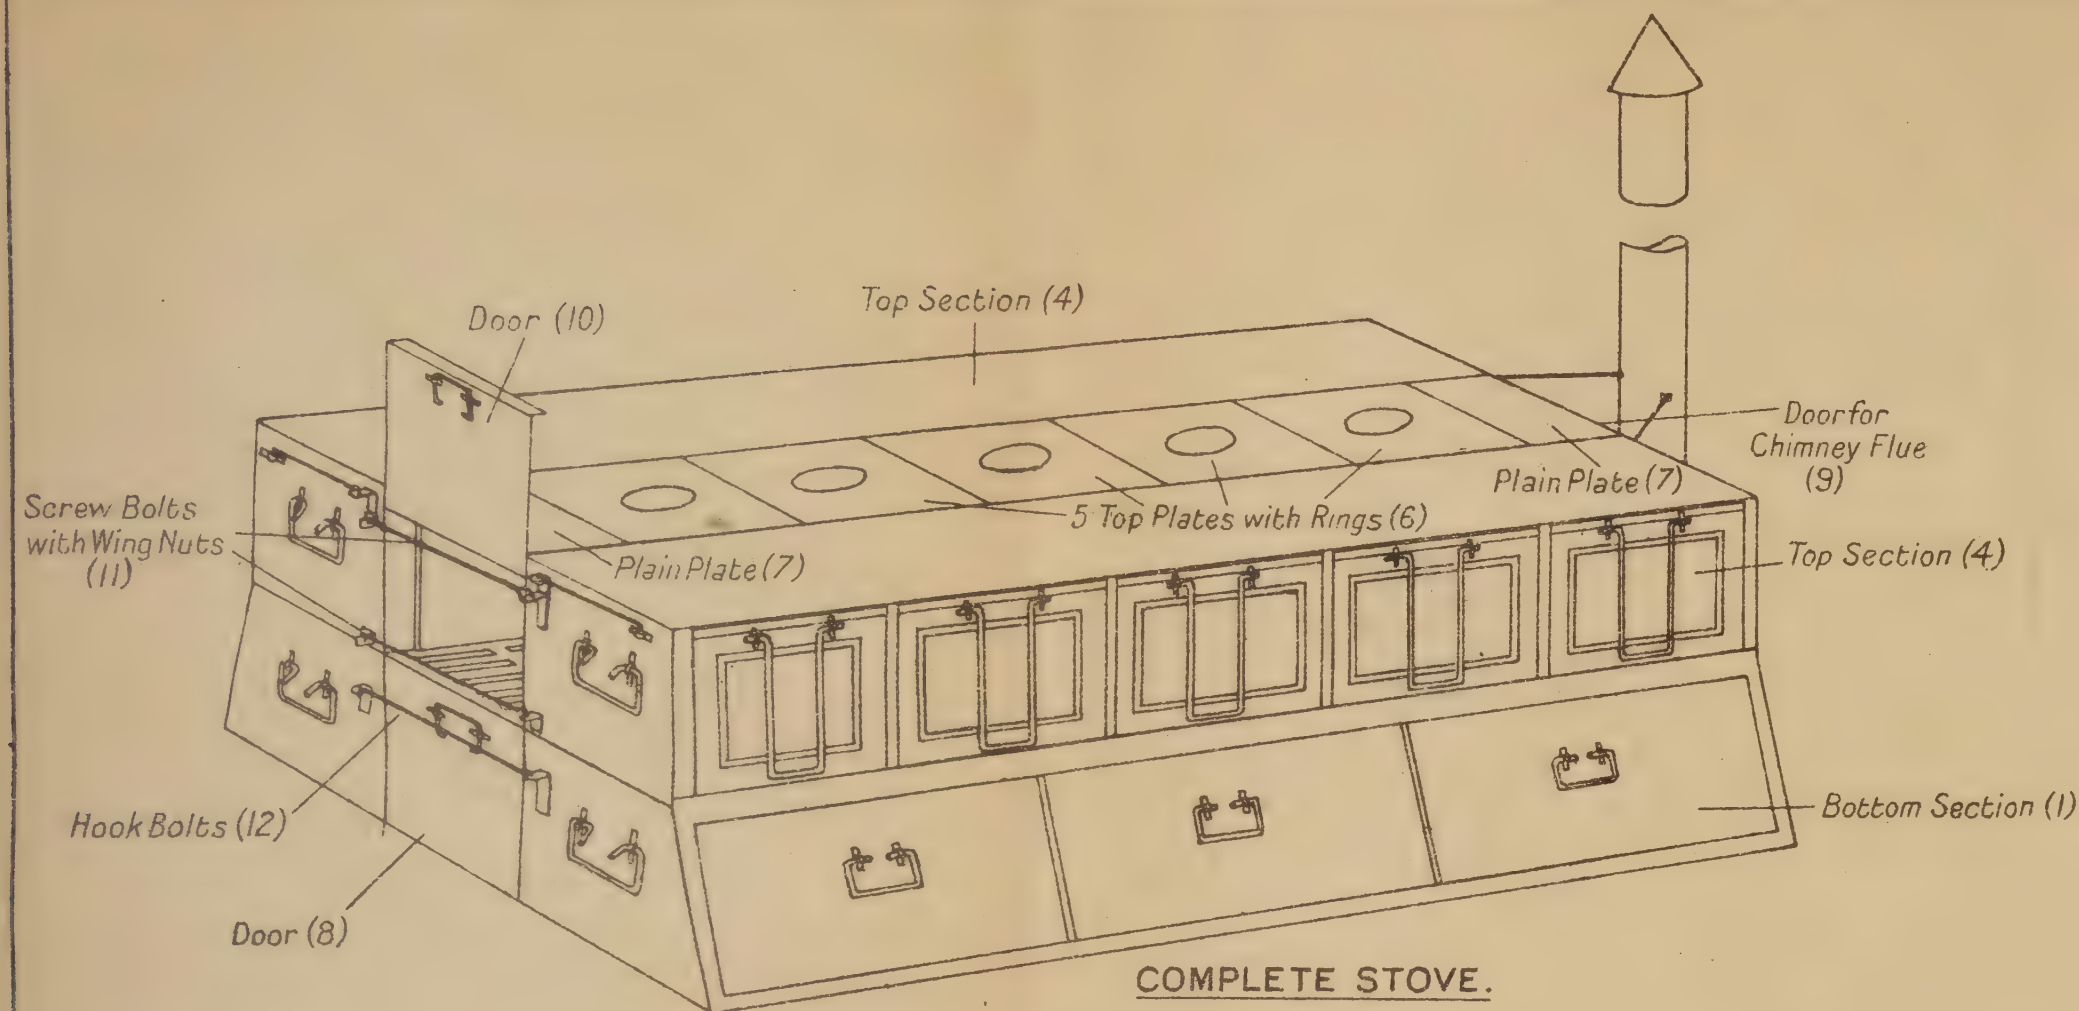 Top Section (4)
Door (10)
Door for
Chimney Flue
(9)
Plain Plate (7)
Screw Bolts
with Wing Nuts
(11)
5 Top Plates with Rings (6)
Plain Plate (7)
Top Section (4)
Hook Bolts (12)
Bottom Section (1)
Door (8)
COMPLETE STOVE.